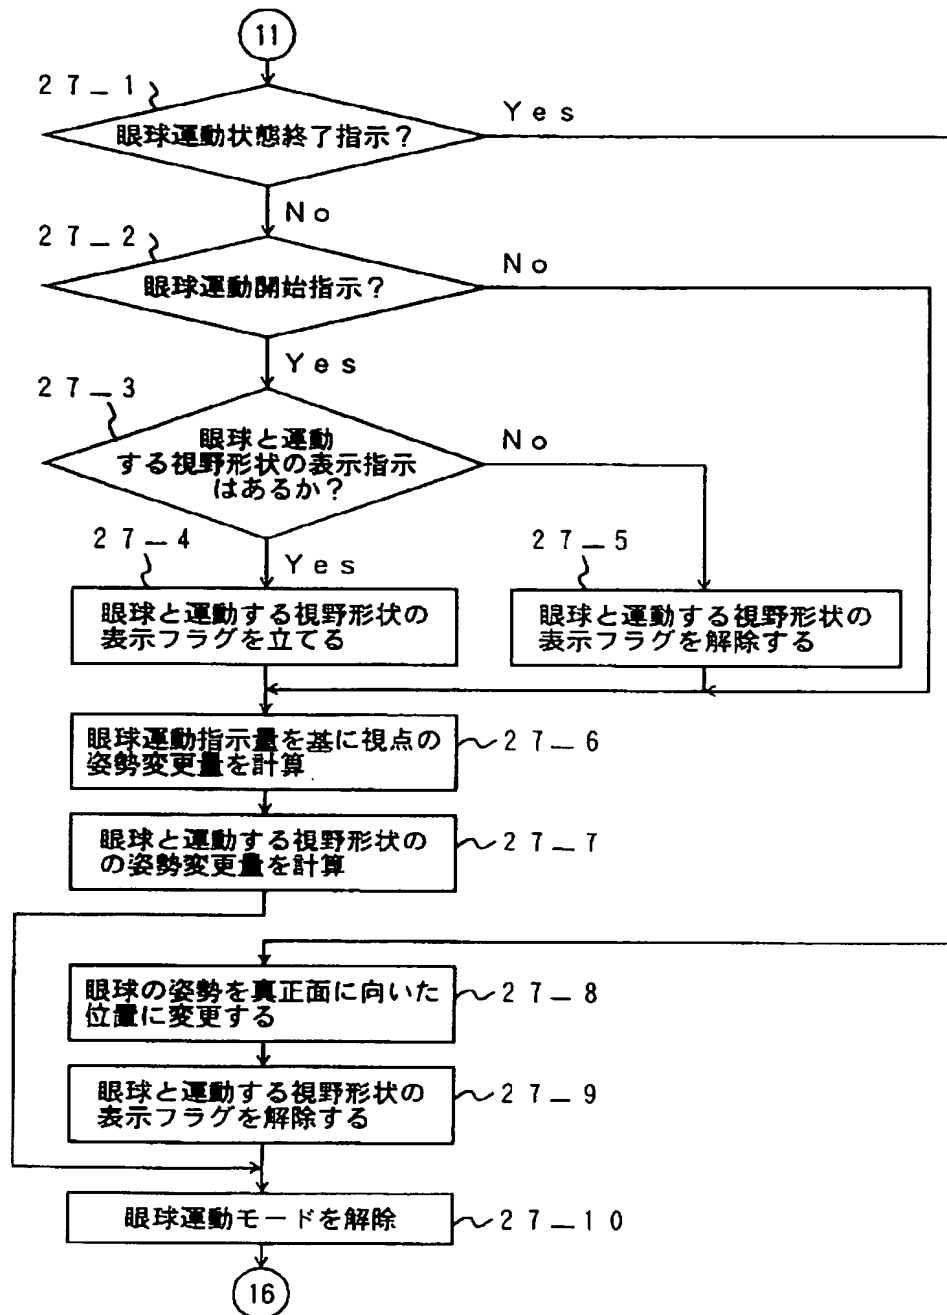 11
27_1
眼球運動状態終了指示？
Yes
No
27_2
眼球運動開始指示？
No
Yes
27_3
眼球と運動
する視野形状の表示指示
はあるか？
No
Yes
27_4
眼球と運動する視野形状の
表示フラグを立てる
27_5
眼球と運動する視野形状の
表示フラグを解除する
眼球運動指示量を基に視点の
姿勢変更量を計算
27_6
眼球と運動する視野形状の
の姿勢変更量を計算
27_7
眼球の姿勢を真正面に向いた
位置に変更する
27_8
眼球と運動する視野形状の
表示フラグを解除する
27_9
眼球運動モードを解除
27_10
16